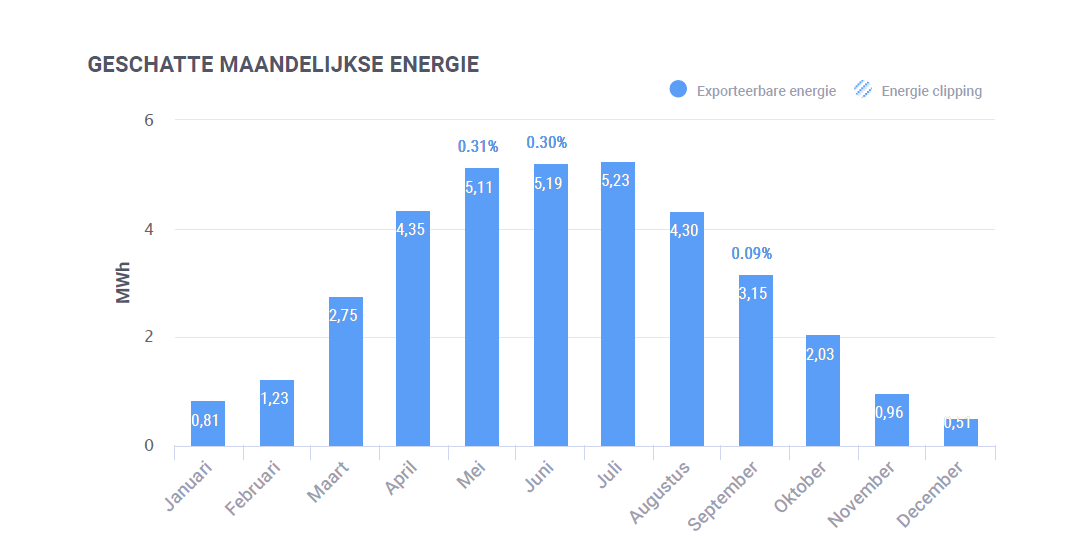 GESCHATTE MAANDELIJKSE ENERGIE
Exporteerbare energie Energie clipping
6
4
2
0
MWh
0.31%
0.30%
0.09%
0,81
1,23
2,75
4,35
5,11
5,19
5,23
4,30
3,15
2,03
0,96
0,51
Januari
Februari
Maart
April
Mei
Juni
Juli
Augustus
September
Oktober
November
December